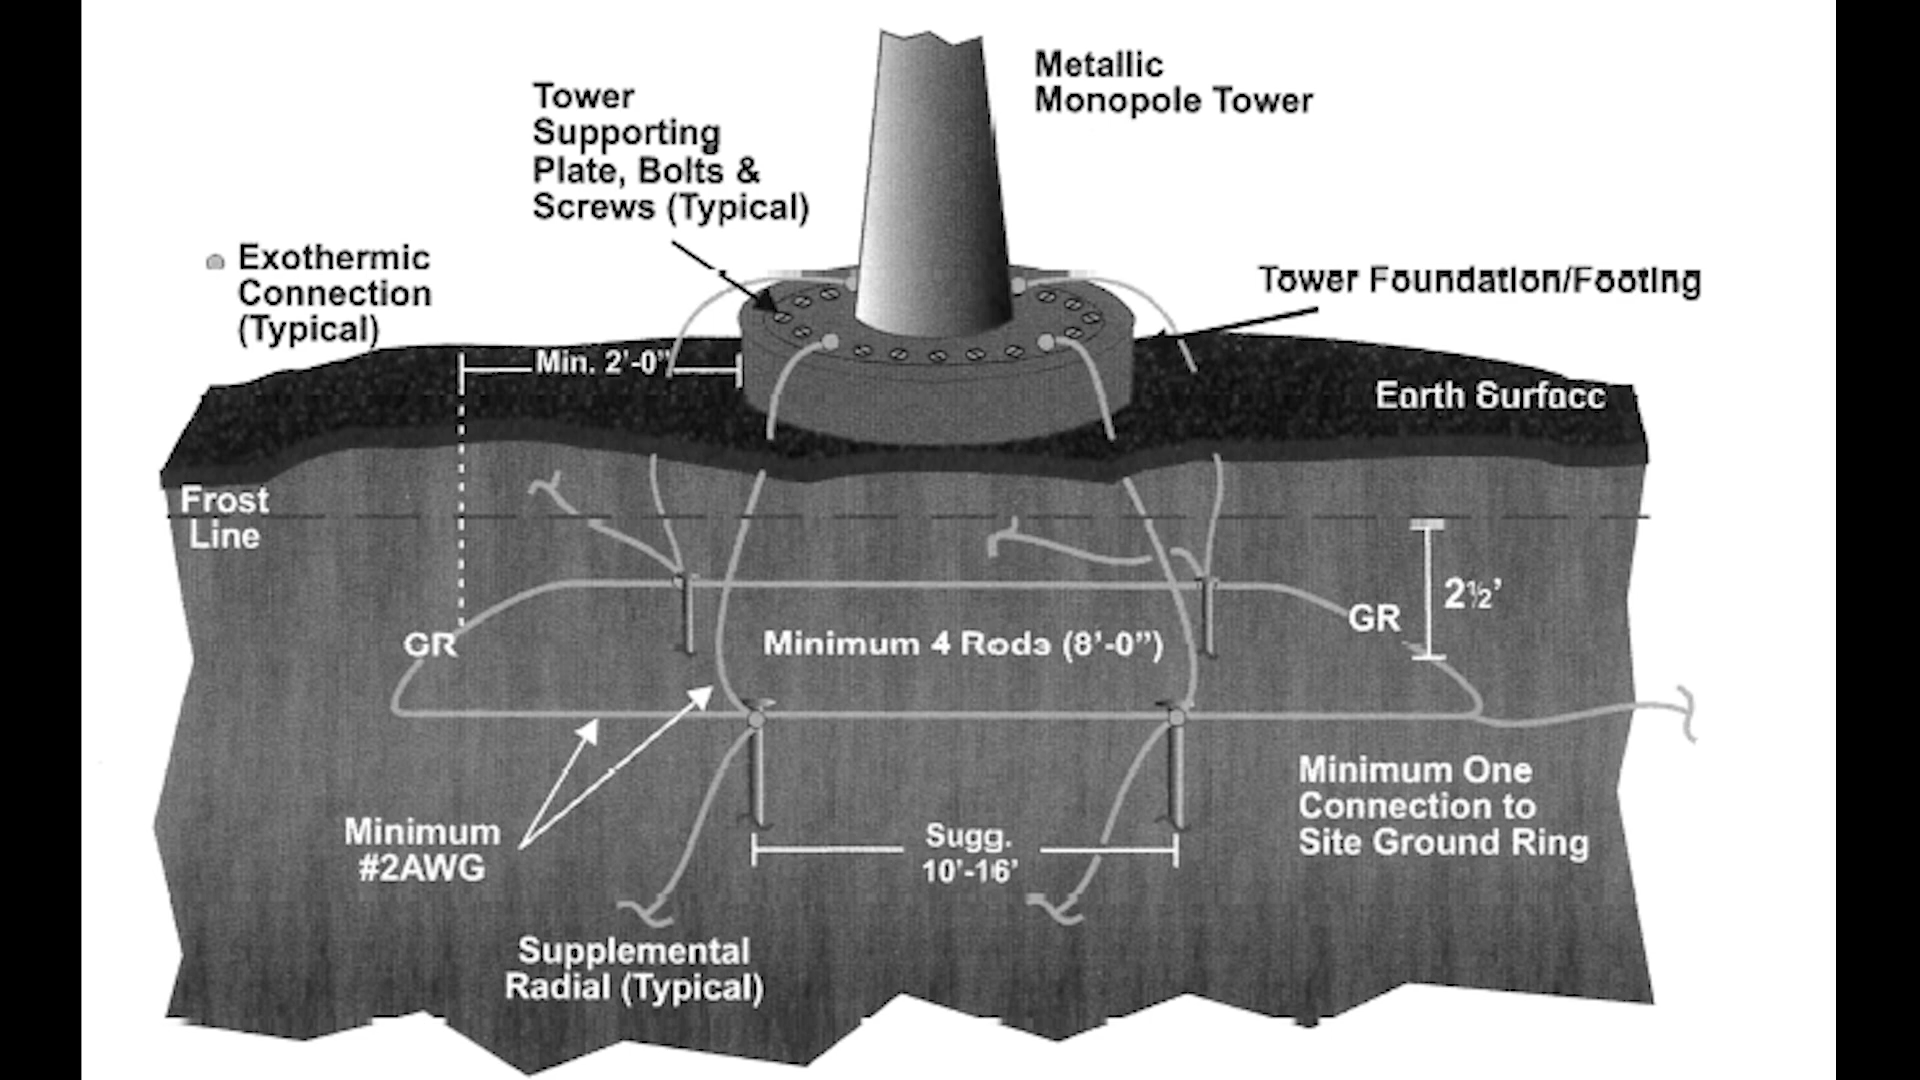 Metallic
Monopole Tower
Tower
Supporting
Plate, Bolts &
Screws (Typical)
Exothermic
Connection
(Typical)
Tower Foundation/Footing
Min. 2'-0"
Earth Surface
Frost
Line
2½'
GR
GR
Minimum 4 Rods (8'-0")
Minimum One
Connection to
Site Ground Ring
Minimum
#2AWG
Sugg.
10'-16'
Supplemental
Radial (Typical)